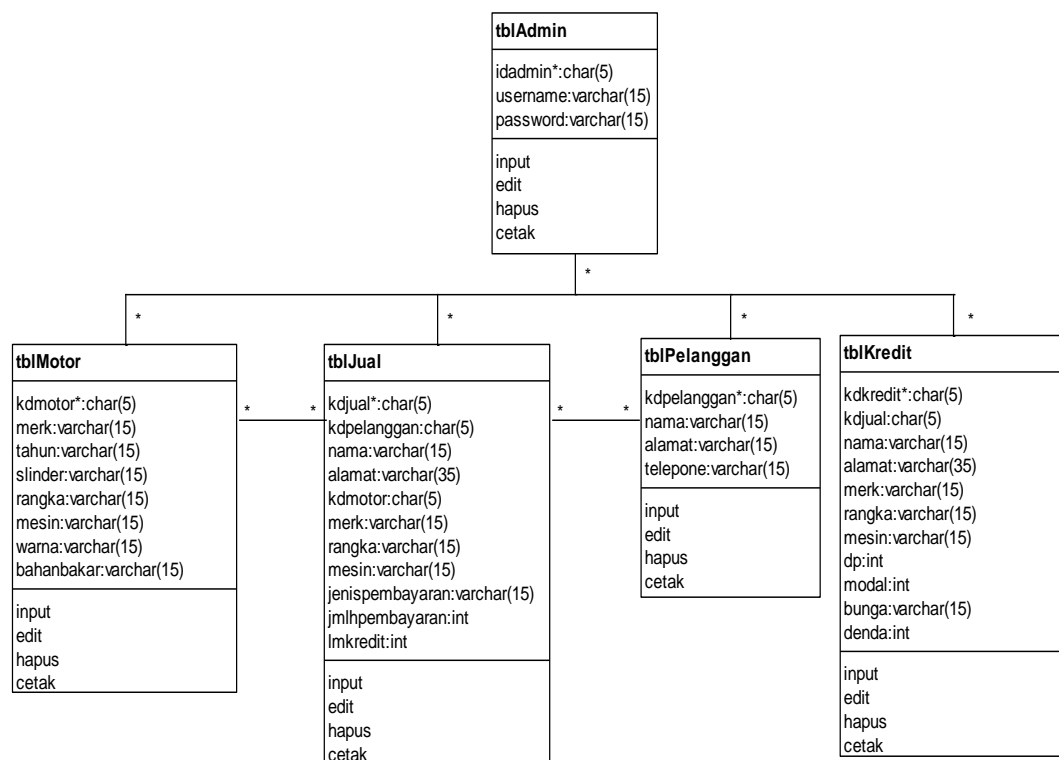 tblAdmin
idadmin*:char(5)
username:varchar(15)
password:varchar(15)
input
edit
hapus
cetak
*
*
*
*
*
tblMotor
kdmotor*:char(5)
merk:varchar(15)
tahun:varchar(15)
slinder:varchar(15)
rangka:varchar(15)
mesin:varchar(15)
warna:varchar(15)
bahanbakar:varchar(15)
input
edit
hapus
cetak
*
*
tblJual
kdjual*:char(5)
kdpelanggan:char(5)
nama:varchar(15)
alamat:varchar(35)
kdmotor:char(5)
merk:varchar(15)
rangka:varchar(15)
mesin:varchar(15)
jenispembayaran:varchar(15)
jmlhpembayaran:int
lmkredit:int
input
edit
hapus
cetak
*
*
tblPelanggan
kdpelanggan*:char(5)
nama:varchar(15)
alamat:varchar(15)
telepone:varchar(15)
input
edit
hapus
cetak
tblKredit
kdkredit*:char(5)
kdjual:char(5)
nama:varchar(15)
alamat:varchar(35)
merk:varchar(15)
rangka:varchar(15)
mesin:varchar(15)
dp:int
modal:int
bunga:varchar(15)
denda:int
input
edit
hapus
cetak